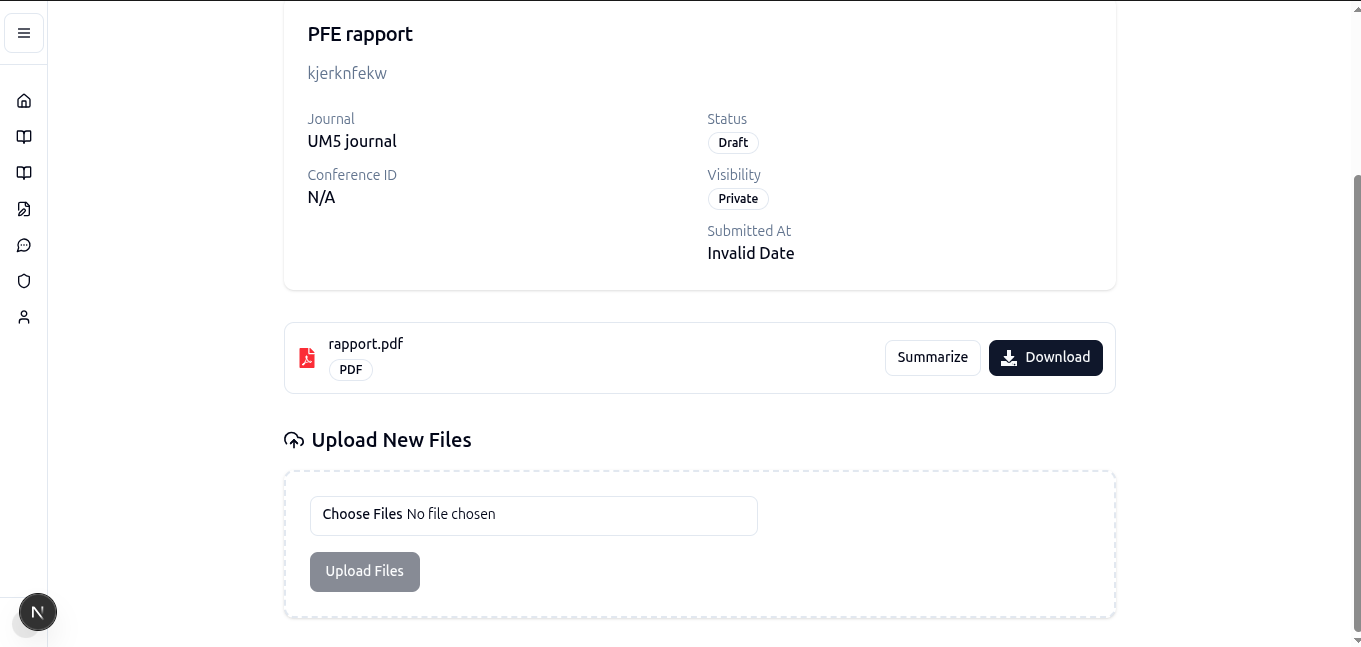 PFE rapport
kjerknfekw
Journal
UM5 journal
Status
Draft
Conference ID
N/A
Visibility
Private
Submitted At
Invalid Date
rapport.pdf
PDF
Summarize
Download
Upload New Files
Choose Files No file chosen
Upload Files
N